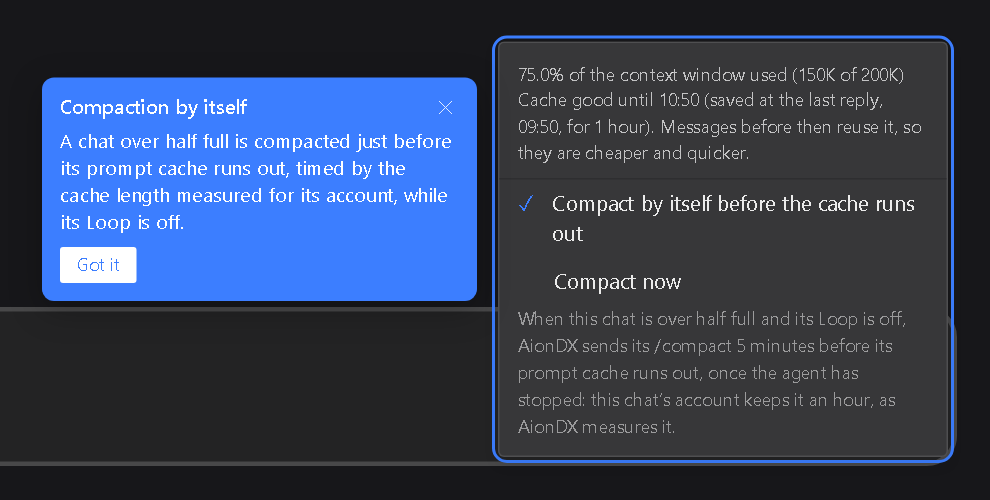 Compaction by itself
A chat over half full is compacted just before
its prompt cache runs out, timed by the
cache length measured for its account, while
its Loop is off.
Got it
75.0% of the context window used (150K of 200K)
Cache good until 10:50 (saved at the last reply,
09:50, for 1 hour). Messages before then reuse it, so
they are cheaper and quicker.
✓ Compact by itself before the cache runs
out
Compact now
When this chat is over half full and its Loop is off,
AionDX sends its /compact 5 minutes before its
prompt cache runs out, once the agent has
stopped: this chat's account keeps it an hour, as
AionDX measures it.